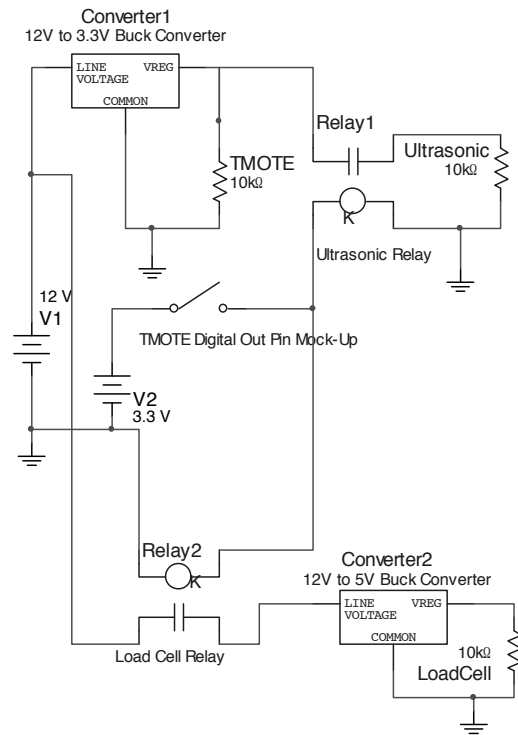 Converter1
12V to 3.3V Buck Converter
LINE VREG
VOLTAGE
COMMON
Relay1
TMOTE
10kΩ
Ultrasonic
10kΩ
K
Ultrasonic Relay
12 V
V1
TMOTE Digital Out Pin Mock-Up
V2
3.3 V
Relay2
K
Load Cell Relay
Converter2
12V to 5V Buck Converter
LINE VREG
VOLTAGE
COMMON
10kΩ
LoadCell